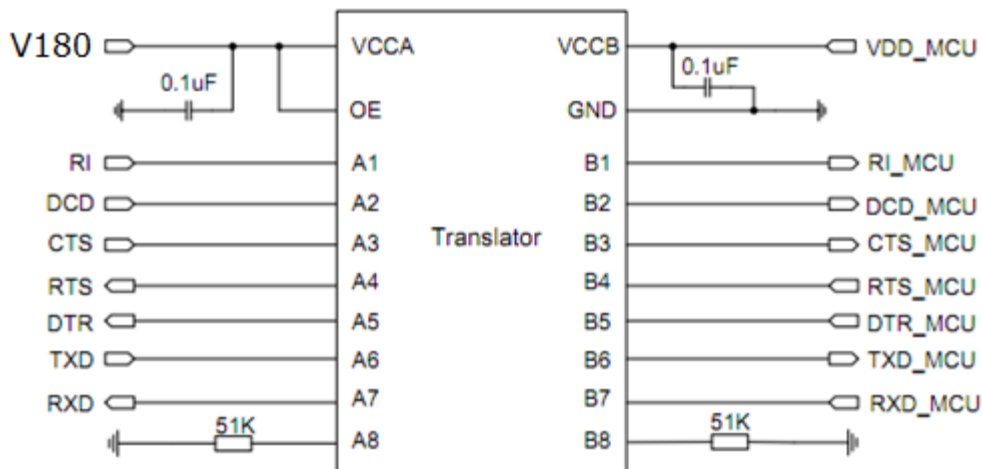 V180 VCCA VCCB VDD_MCU
0.1uF 0.1uF
OE GND
RI A1 B1 RI_MCU
DCD A2 B2 DCD_MCU
CTS A3 Translator B3 CTS_MCU
RTS A4 B4 RTS_MCU
DTR A5 B5 DTR_MCU
TXD A6 B6 TXD_MCU
RXD A7 B7 RXD_MCU
51K A8 B8 51K